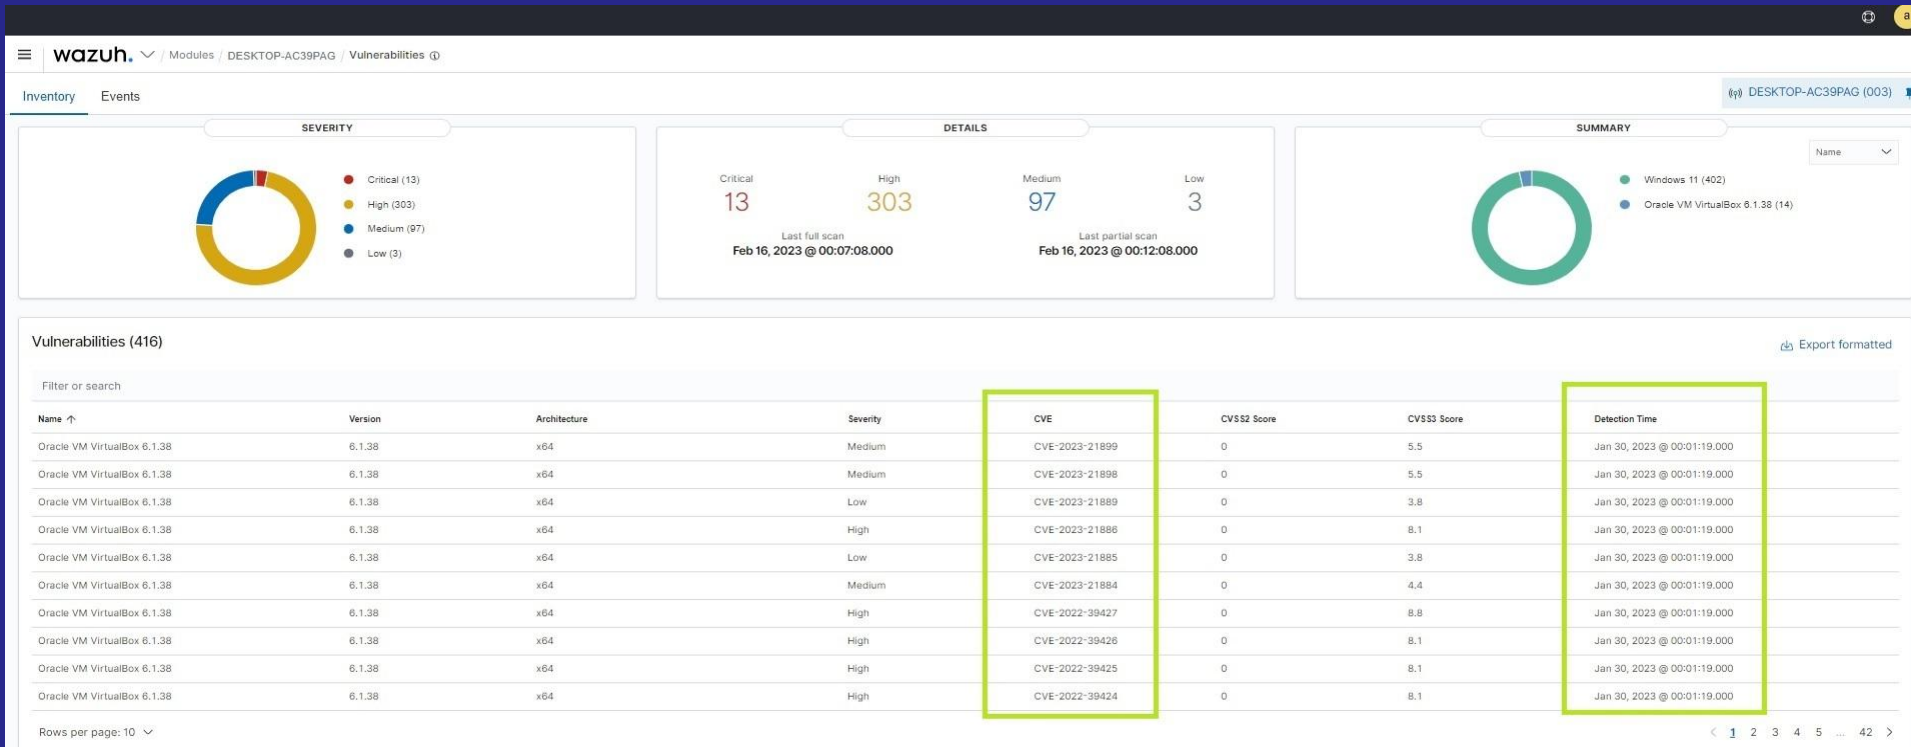 a
wazuh. / Modules / DESKTOP-AC39PAG / Vulnerabilities
Inventory Events
DESKTOP-AC39PAG (003)
SEVERITY
Critical (13)
High (303)
Medium (97)
Low (3)
DETAILS
Critical High Medium Low
13 303 97 3
Last full scan Last partial scan
Feb 16, 2023 @ 00:07:08.000 Feb 16, 2023 @ 00:12:08.000
SUMMARY
Name
Windows 11 (402)
Oracle VM VirtualBox 6.1.38 (14)
Vulnerabilities (416)
Export formatted
Filter or search
Name Version Architecture Severity CVE CVSS2 Score CVSS3 Score Detection Time
Oracle VM VirtualBox 6.1.38 6.1.38 x64 Medium CVE-2023-21899 0 5.5 Jan 30, 2023 @ 00:01:19.000
Oracle VM VirtualBox 6.1.38 6.1.38 x64 Medium CVE-2023-21898 0 5.5 Jan 30, 2023 @ 00:01:19.000
Oracle VM VirtualBox 6.1.38 6.1.38 x64 Low CVE-2023-21889 0 3.8 Jan 30, 2023 @ 00:01:19.000
Oracle VM VirtualBox 6.1.38 6.1.38 x64 High CVE-2023-21886 0 8.1 Jan 30, 2023 @ 00:01:19.000
Oracle VM VirtualBox 6.1.38 6.1.38 x64 Low CVE-2023-21885 0 3.8 Jan 30, 2023 @ 00:01:19.000
Oracle VM VirtualBox 6.1.38 6.1.38 x64 Medium CVE-2023-21884 0 4.4 Jan 30, 2023 @ 00:01:19.000
Oracle VM VirtualBox 6.1.38 6.1.38 x64 High CVE-2022-39427 0 8.8 Jan 30, 2023 @ 00:01:19.000
Oracle VM VirtualBox 6.1.38 6.1.38 x64 High CVE-2022-39426 0 8.1 Jan 30, 2023 @ 00:01:19.000
Oracle VM VirtualBox 6.1.38 6.1.38 x64 High CVE-2022-39425 0 8.1 Jan 30, 2023 @ 00:01:19.000
Oracle VM VirtualBox 6.1.38 6.1.38 x64 High CVE-2022-39424 0 8.1 Jan 30, 2023 @ 00:01:19.000
Rows per page: 10 < 1 2 3 4 5 ... 42 >